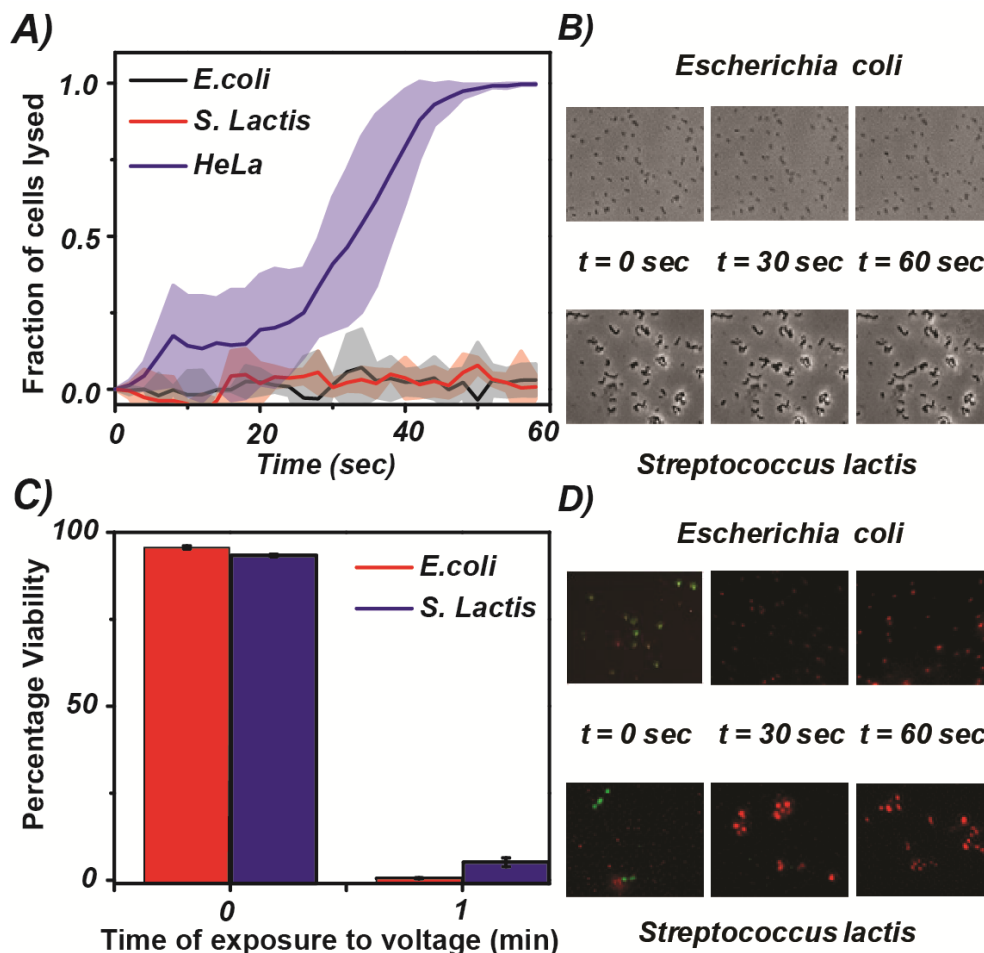 A)
Fraction of cells lysed
1.0
0.5
0.0
E.coli
S. Lactis
HeLa
0 20 40 60
Time (sec)
B)
Escherichia coli
t = 0 sec t = 30 sec t = 60 sec
Streptococcus lactis
C)
Percentage Viability
100
50
0
E.coli
S. Lactis
0 1
Time of exposure to voltage (min)
D)
Escherichia coli
t = 0 sec t = 30 sec t = 60 sec
Streptococcus lactis